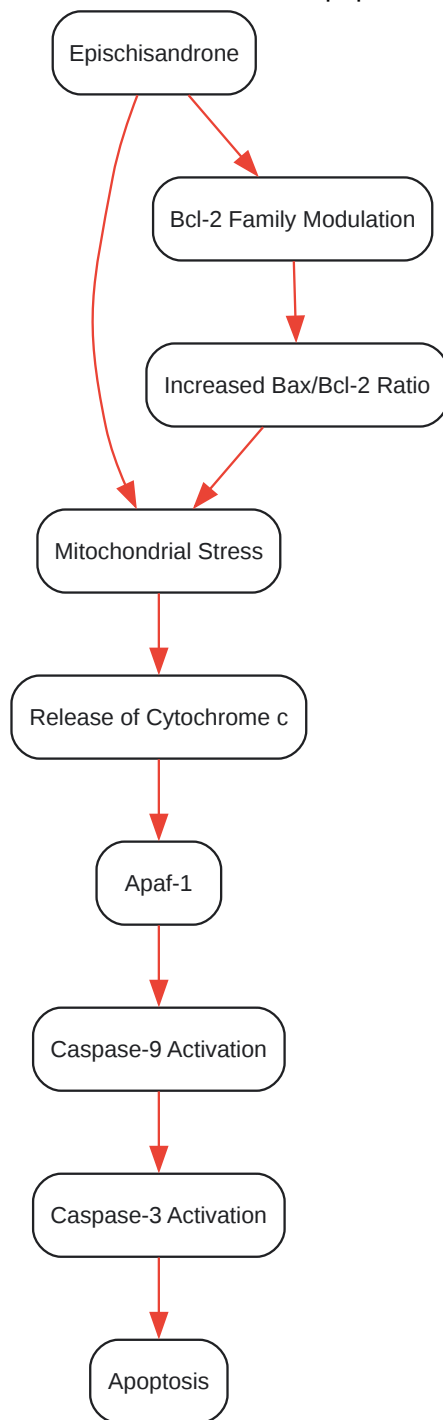 Epischisandrone
Bcl-2 Family Modulation
Increased Bax/Bcl-2 Ratio
Mitochondrial Stress
Release of Cytochrome c
Apaf-1
Caspase-9 Activation
Caspase-3 Activation
Apoptosis